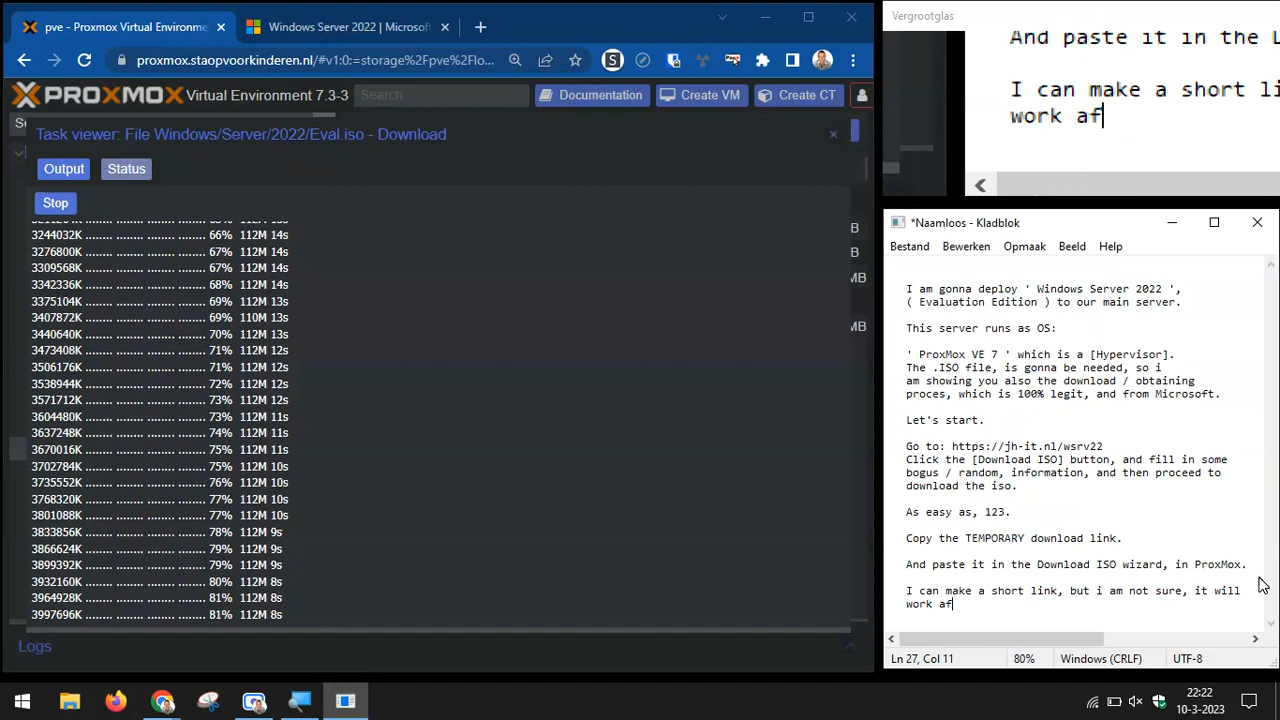 pve - Proxmox Virtual Environme
Windows Server 2022 | Microsof
proxmox.staopvoorkinderen.nl/#v1:0:=storage%2Fpve%2Flo...
PROXMOX Virtual Environment 7.3-3
Search
Documentation
Create VM
Create CT
Task viewer: File Windows/Server/2022/Eval.iso - Download
Output
Status
Stop
3244032K ........ ........ ........ ........ 65% 112M 14s
3276800K ........ ........ ........ ........ 67% 112M 14s
3309568K ........ ........ ........ ........ 67% 112M 14s
3342336K ........ ........ ........ ........ 68% 112M 14s
3375104K ........ ........ ........ ........ 69% 112M 13s
3407872K ........ ........ ........ ........ 69% 110M 13s
3440640K ........ ........ ........ ........ 70% 112M 13s
3473408K ........ ........ ........ ........ 71% 112M 12s
3506176K ........ ........ ........ ........ 71% 112M 12s
3538944K ........ ........ ........ ........ 72% 112M 12s
3571712K ........ ........ ........ ........ 73% 112M 12s
3604480K ........ ........ ........ ........ 73% 112M 11s
3637248K ........ ........ ........ ........ 74% 112M 11s
3670016K ........ ........ ........ ........ 75% 112M 11s
3702784K ........ ........ ........ ........ 75% 112M 10s
3735552K ........ ........ ........ ........ 76% 112M 10s
3768320K ........ ........ ........ ........ 77% 112M 10s
3801088K ........ ........ ........ ........ 77% 112M 10s
3833856K ........ ........ ........ ........ 78% 112M 9s
3866624K ........ ........ ........ ........ 79% 112M 9s
3899392K ........ ........ ........ ........ 79% 112M 9s
3932160K ........ ........ ........ ........ 80% 112M 8s
3964928K ........ ........ ........ ........ 81% 112M 8s
3997696K ........ ........ ........ ........ 81% 112M 8s
B
B
MB
MB
Logs
Vergrootglas
And paste it in the
I can make a short li
work af
*Naamloos - Kladblok
Bestand Bewerken Opmaak Beeld Help
I am gonna deploy ' Windows Server 2022 ',
( Evaluation Edition ) to our main server.
This server runs as OS:
' ProxMox VE 7 ' which is a [Hypervisor].
The .ISO file, is gonna be needed, so i
am showing you also the download / obtaining
proces, which is 100% legit, and from Microsoft.
Let's start.
Go to: https://jh-it.nl/wsrv22
Click the [Download ISO] button, and fill in some
bogus / random, information, and then proceed to
download the iso.
As easy as, 123.
Copy the TEMPORARY download link.
And paste it in the Download ISO wizard, in ProxMox.
I can make a short link, but i am not sure, it will
work af
Ln 27, Col 11
80%
Windows (CRLF)
UTF-8
22:22
10-3-2023